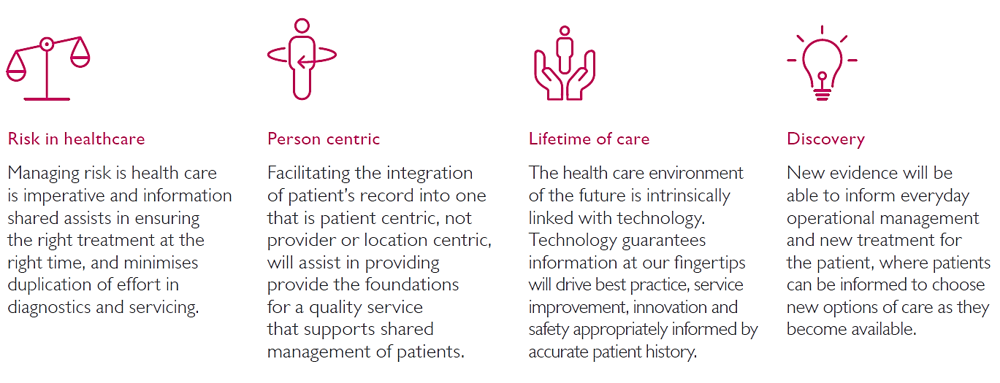 Risk in healthcare
Managing risk is health care
is imperative and information
shared assists in ensuring
the right treatment at the
right time, and minimises
duplication of effort in
diagnostics and servicing.
Person centric
Facilitating the integration
of patient's record into one
that is patient centric, not
provider or location centric,
will assist in providing
provide the foundations
for a quality service
that supports shared
management of patients.
Lifetime of care
The health care environment
of the future is intrinsically
linked with technology.
Technology guarantees
information at our fingertips
will drive best practice, service
improvement, innovation and
safety appropriately informed by
accurate patient history.
Discovery
New evidence will be
able to inform everyday
operational management
and new treatment for
the patient, where patients
can be informed to choose
new options of care as they
become available.